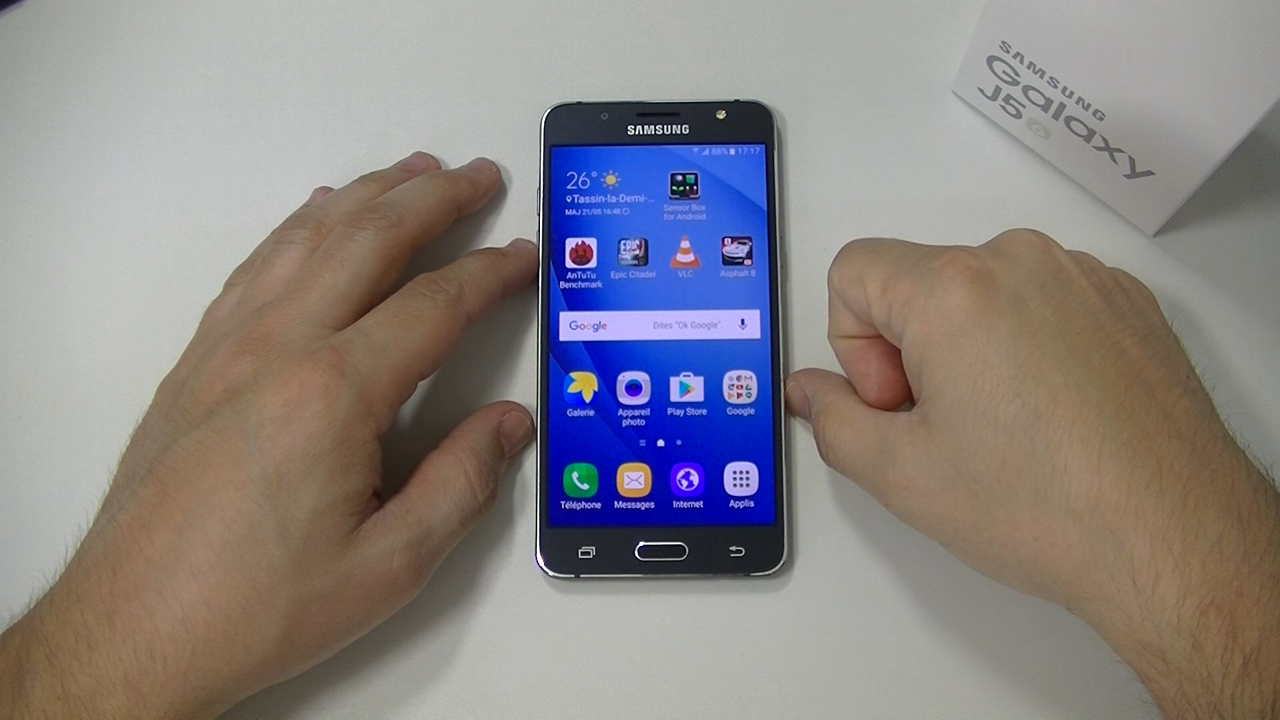 SAMSUNG
88% 17:17
26°
Tassin-la-Demi-...
MAJ 21/05 16:48
Sensor Box
for Android
AnTuTu
Benchmark
EPIC
Epic Citadel
VLC
Asphalt 8
Google
Dites "Ok Google".
Galerie
Appareil
photo
Play Store
Google
Téléphone
Messages
Internet
Applis
SAMSUNG
Galaxy
J5
6